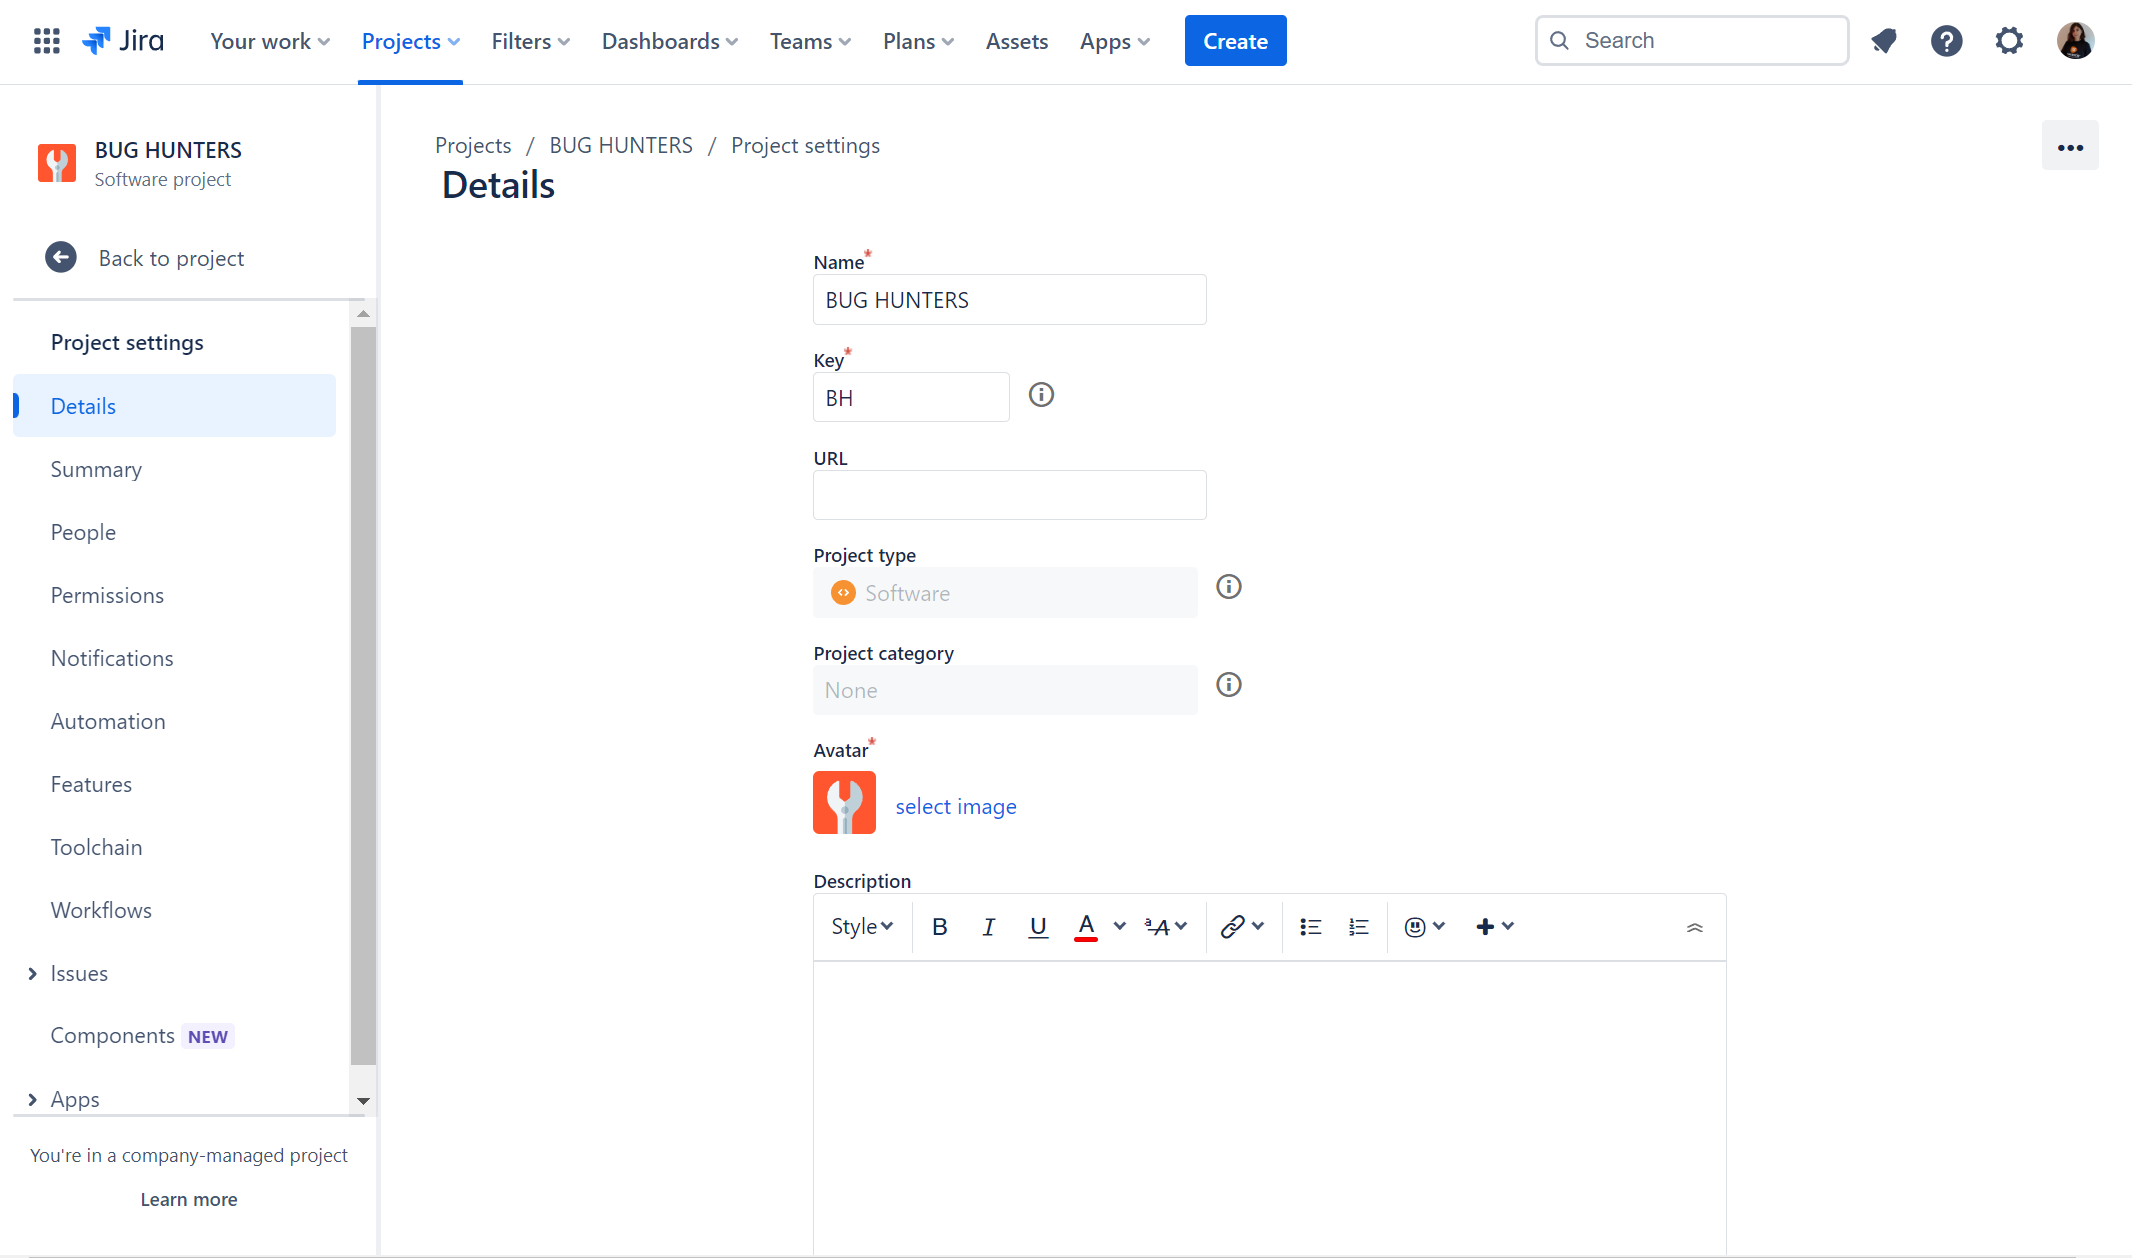 Jira
Your work
Projects
Filters
Dashboards
Teams
Plans
Assets
Apps
Create
Search
BUG HUNTERS
Software project
Back to project
Project settings
Details
Summary
People
Permissions
Notifications
Automation
Features
Toolchain
Workflows
Issues
Components NEW
Apps
You're in a company-managed project
Learn more
Projects / BUG HUNTERS / Project settings
Details
Name*
BUG HUNTERS
Key*
BH
URL
Project type
Software
Project category
None
Avatar*
select image
Description
Style B I U A ᵃA